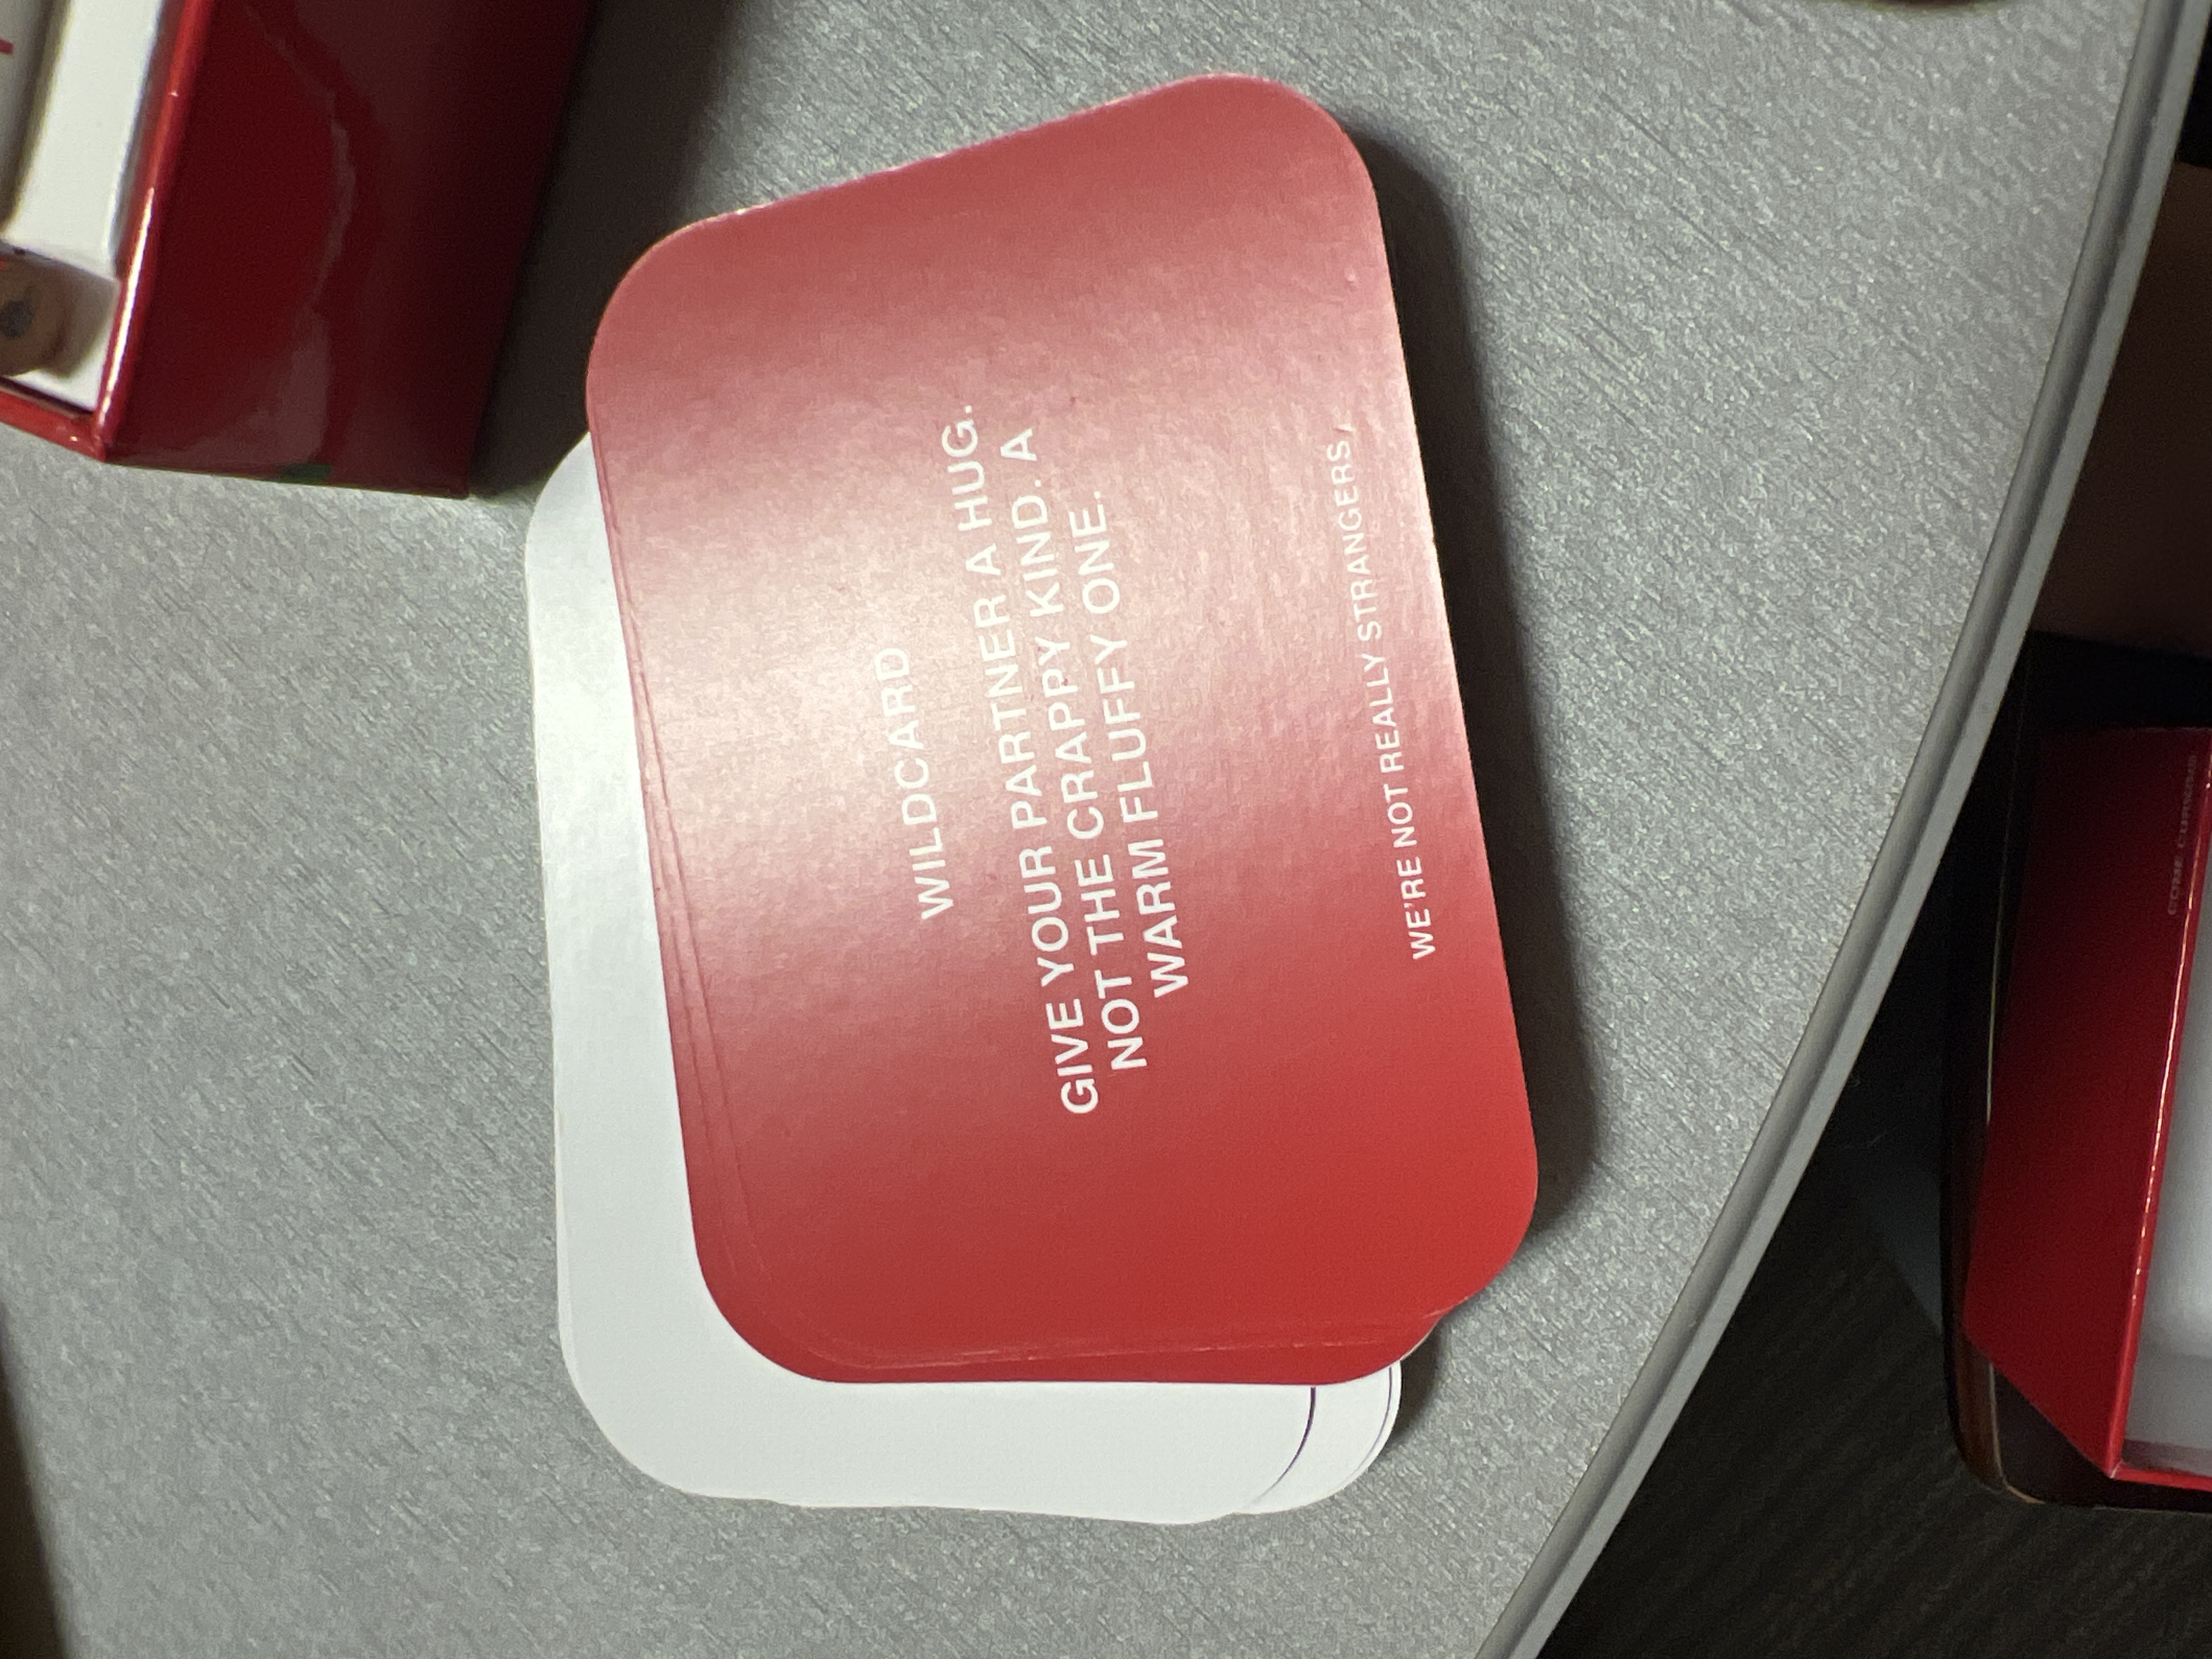 WILDCARD
GIVE YOUR PARTNER A HUG.
NOT THE CRAPPY KIND. A
WARM FLUFFY ONE.
WE'RE NOT REALLY STRANGERS